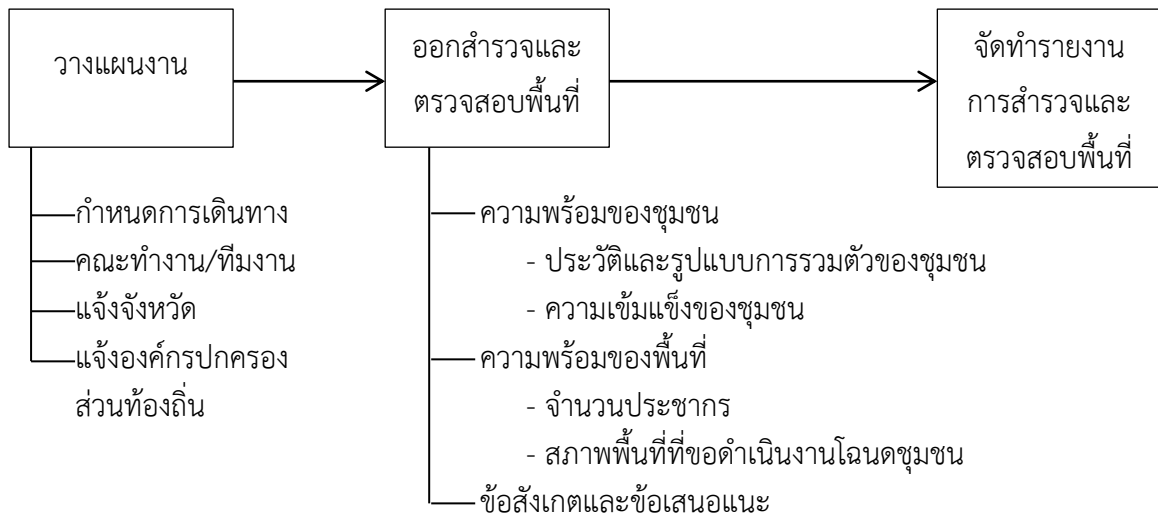 วางแผนงาน
ออกสำรวจและ
ตรวจสอบพื้นที่
จัดทำรายงาน
การสำรวจและ
ตรวจสอบพื้นที่
กำหนดการเดินทาง
คณะทำงาน/ทีมงาน
แจ้งจังหวัด
แจ้งองค์กรปกครอง
ส่วนท้องถิ่น
ความพร้อมของชุมชน
- ประวัติและรูปแบบการรวมตัวของชุมชน
- ความเข้มแข็งของชุมชน
ความพร้อมของพื้นที่
- จำนวนประชากร
- สภาพพื้นที่ที่ขอดำเนินงานโฉนดชุมชน
ข้อสังเกตและข้อเสนอแนะ